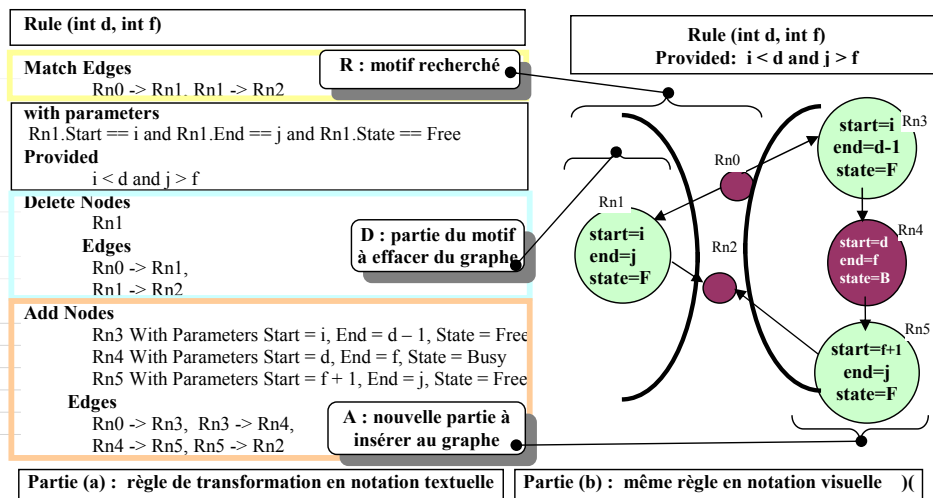 Rule (int d, int f)
Match Edges
Rn0 -> Rn1, Rn1 -> Rn2
with parameters
Rn1.Start == i and Rn1.End == j and Rn1.State == Free
Provided
i < d and j > f
Delete Nodes
Rn1
Edges
Rn0 -> Rn1,
Rn1 -> Rn2
Add Nodes
Rn3 With Parameters Start = i, End = d – 1, State = Free
Rn4 With Parameters Start = d, End = f, State = Busy
Rn5 With Parameters Start = f + 1, End = j, State = Free
Edges
Rn0 -> Rn3, Rn3 -> Rn4,
Rn4 -> Rn5, Rn5 -> Rn2
R : motif recherché
D : partie du motif
à effacer du graphe
A : nouvelle partie à
insérer au graphe
Rule (int d, int f)
Provided: i < d and j > f
Rn1
start=i
end=j
state=F
Rn0
Rn2
Rn3
start=i
end=d-1
state=F
Rn4
start=d
end=f
state=B
Rn5
start=f+1
end=j
state=F
Partie (a) : règle de transformation en notation textuelle
Partie (b) : même règle en notation visuelle )(